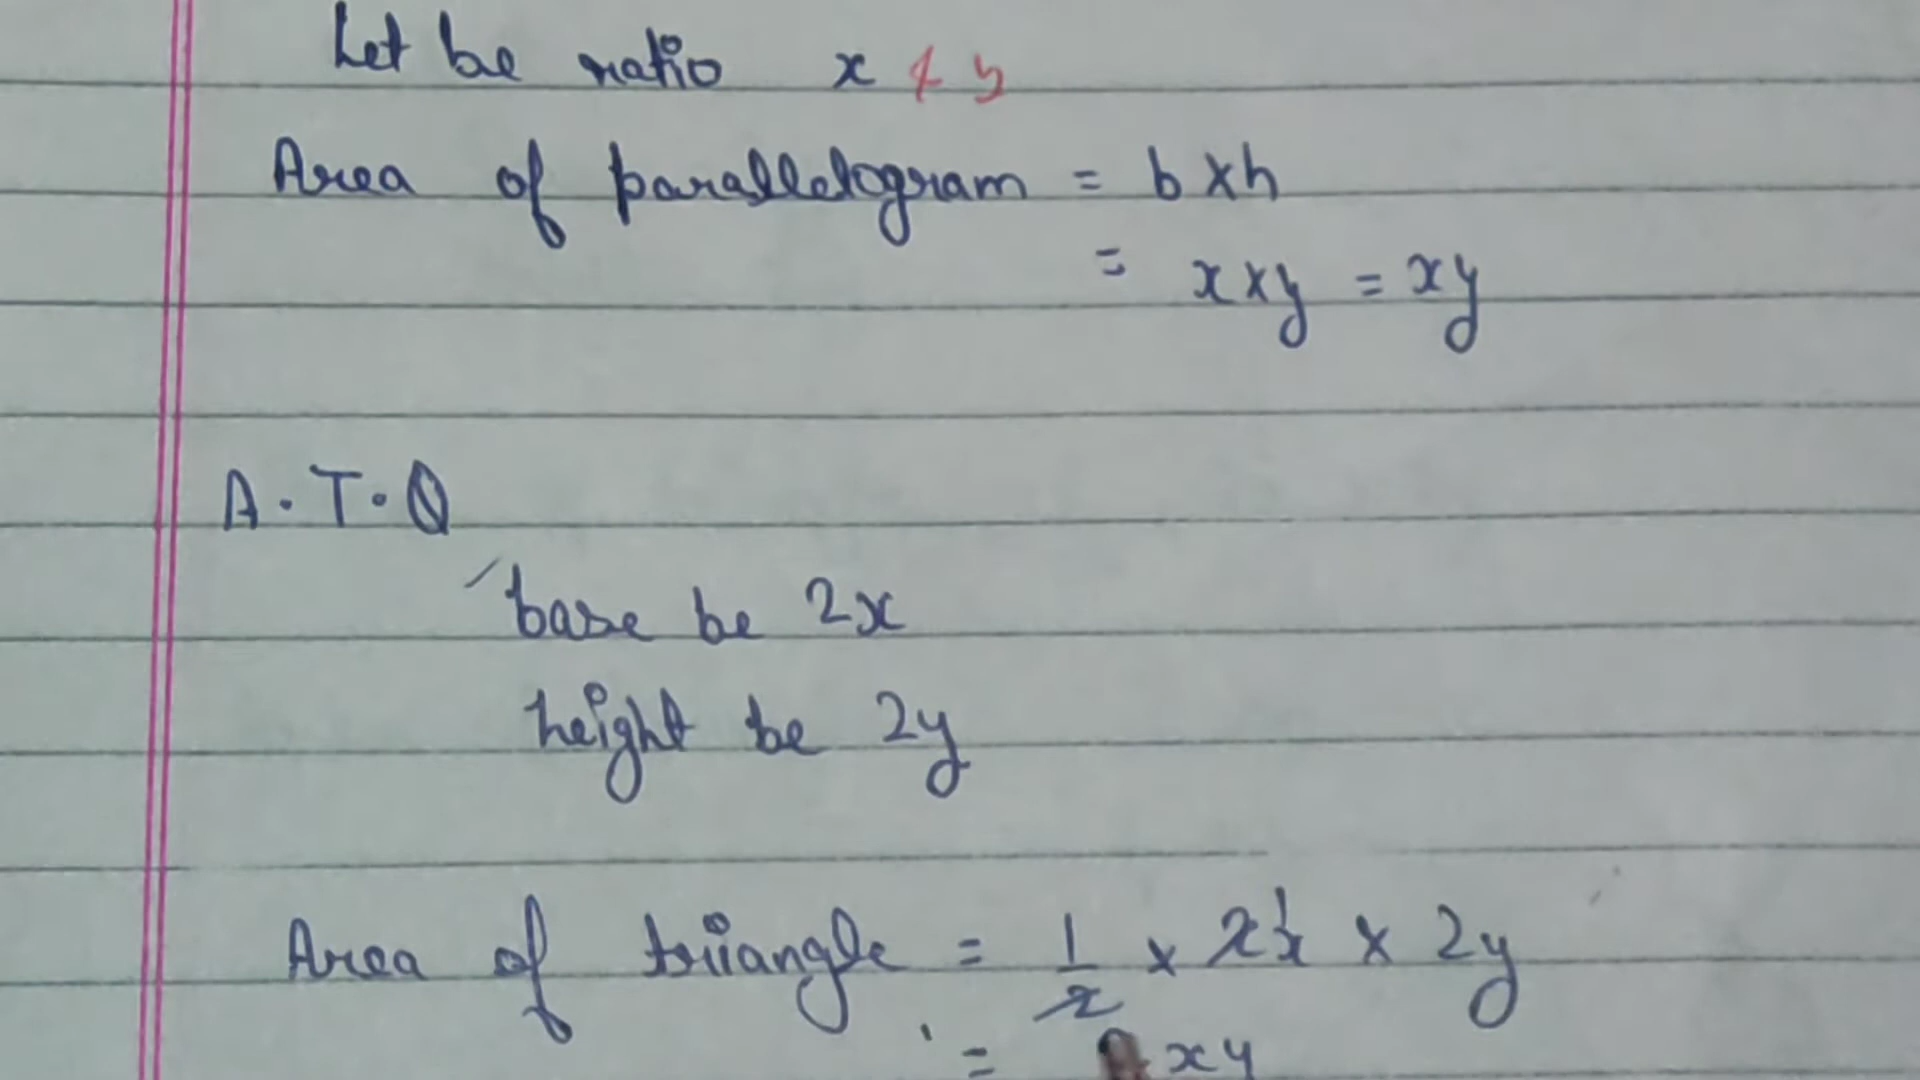 Let be ratio x & y
Area of parallelogram = b x h
= x x y = xy
A.T.Q
base be 2x
height be 2y
Area of triangle = 1/2 x 2x x 2y
= xy